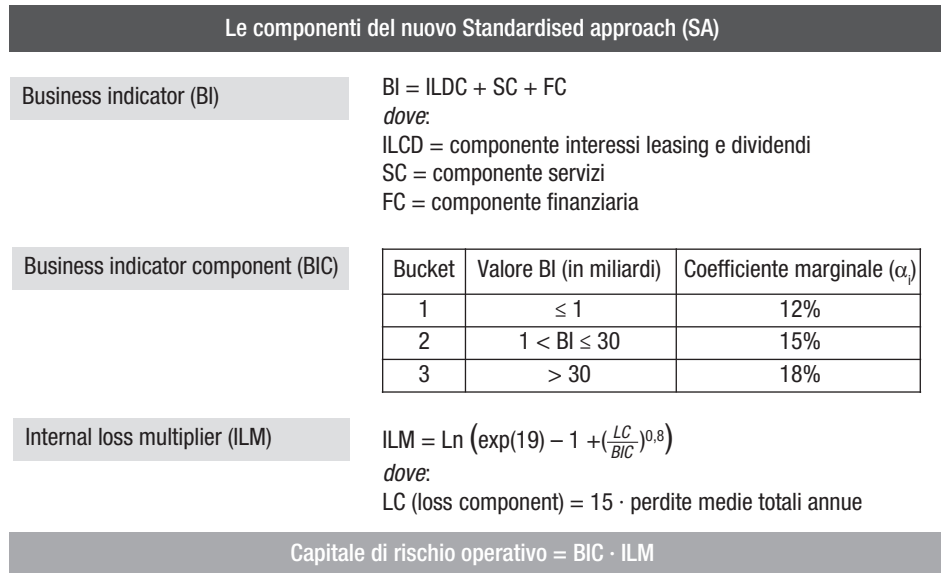 Le componenti del nuovo Standardised approach (SA)
Business indicator (BI)
BI = ILDC + SC + FC
dove:
ILCD = componente interessi leasing e dividendi
SC = componente servizi
FC = componente finanziaria
Business indicator component (BIC)
Bucket Valore BI (in miliardi) Coefficiente marginale (αᵢ)
1 ≤ 1 12%
2 1 < BI ≤ 30 15%
3 > 30 18%
Internal loss multiplier (ILM)
ILM = Ln (exp(19) – 1 +(LC/BIC)^0,8)
dove:
LC (loss component) = 15 · perdite medie totali annue
Capitale di rischio operativo = BIC · ILM